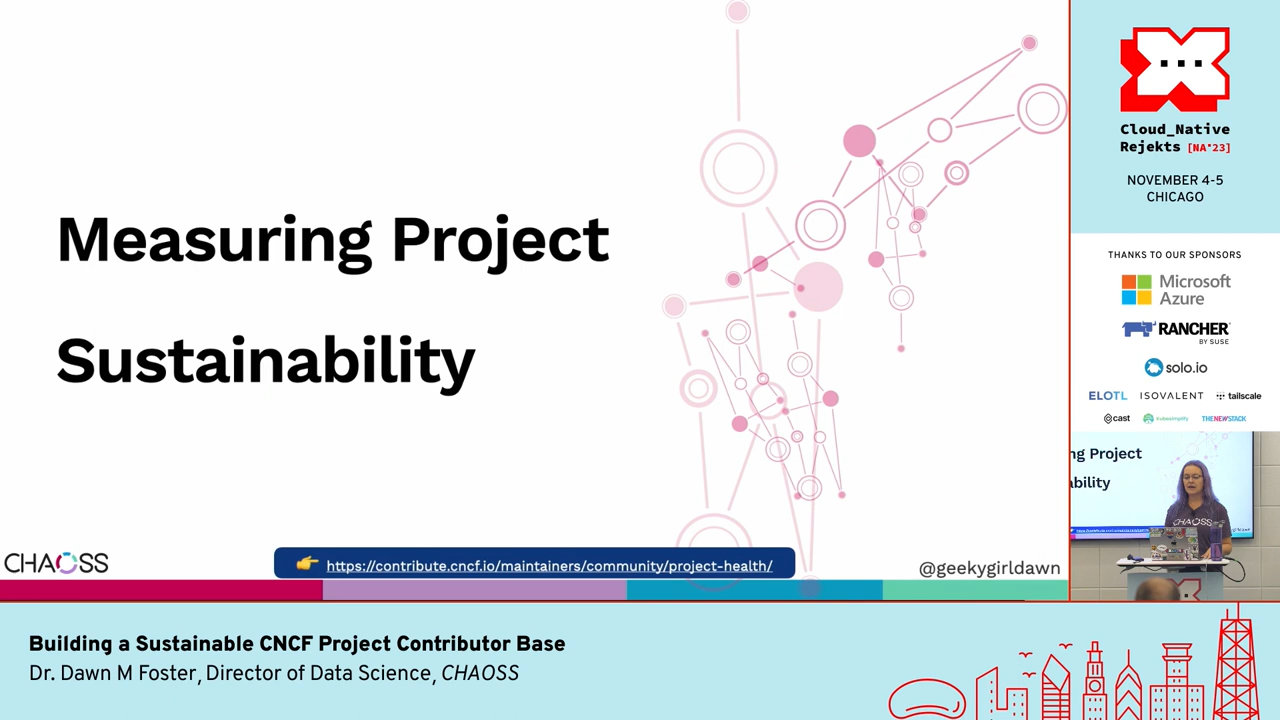 Measuring Project
Sustainability
CHAOSS
👉 https://contribute.cncf.io/maintainers/community/project-health/
@geekygirldawn
Cloud_Native
Rejekts [NA'23]
NOVEMBER 4-5
CHICAGO
THANKS TO OUR SPONSORS
Microsoft
Azure
RANCHER
BY SUSE
solo.io
ELOTL ISOVALENT tailscale
cast kubesimplify THENEWSTACK
ng Project
ability
CHAOSS
Building a Sustainable CNCF Project Contributor Base
Dr. Dawn M Foster, Director of Data Science, CHAOSS